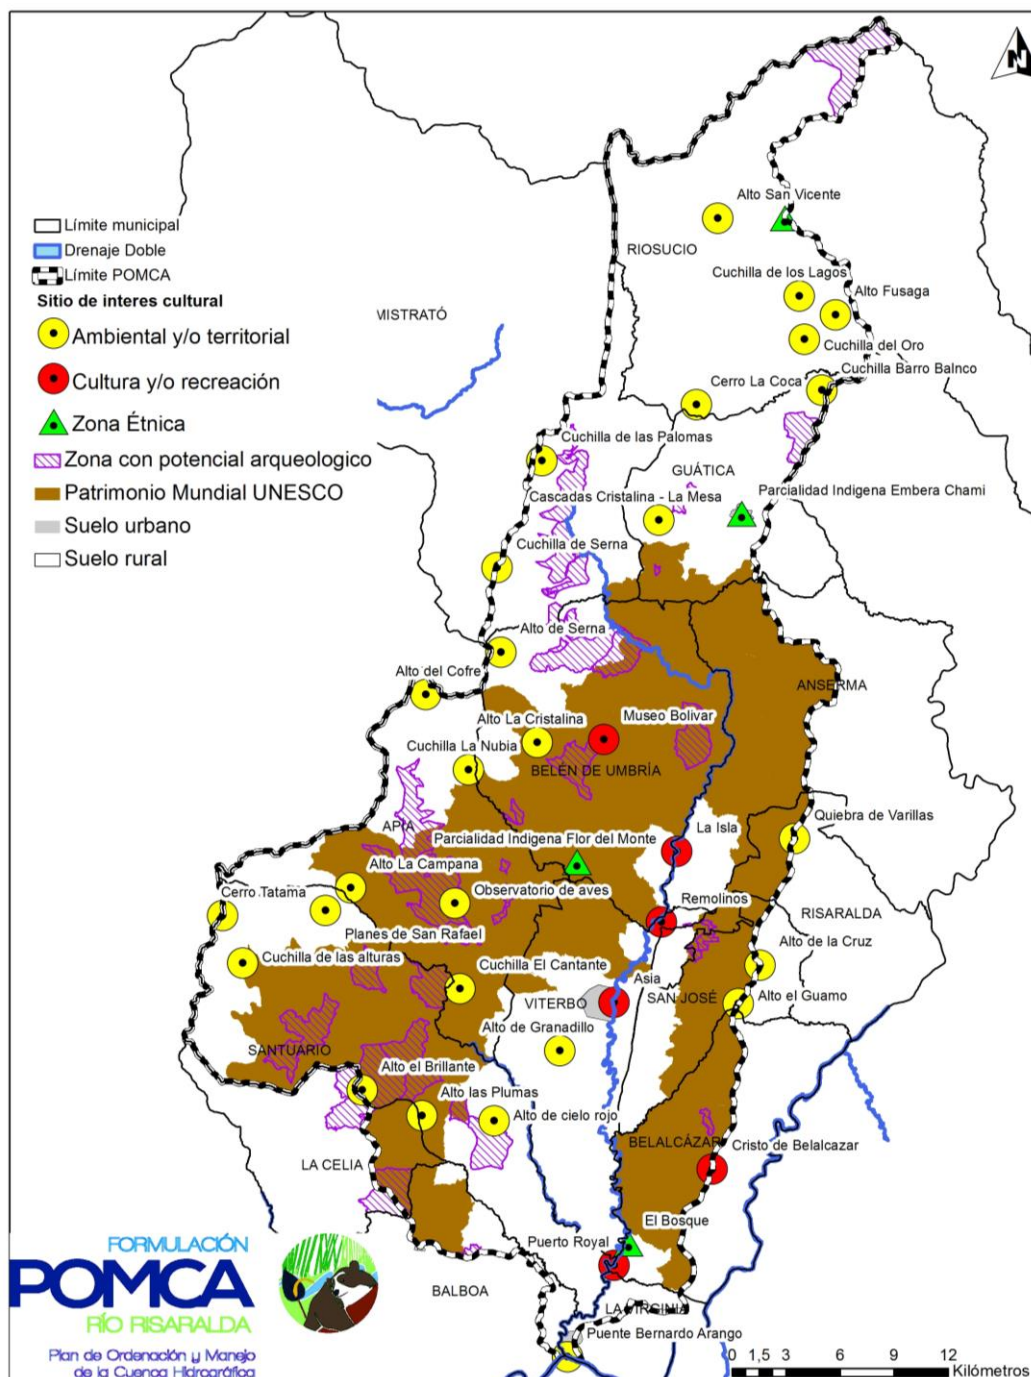 N
Límite municipal
Drenaje Doble
Límite POMCA
Sitio de interes cultural
Ambiental y/o territorial
Cultura y/o recreación
Zona Étnica
Zona con potencial arqueologico
Patrimonio Mundial UNESCO
Suelo urbano
Suelo rural
Alto San Vicente
RIOSUCIO
Cuchilla de los Lagos
Alto Fusaga
MISTRATÓ
Cuchilla del Oro
Cuchilla Barro Balnco
Cerro La Coca
Cuchilla de las Palomas
GUÁTICA
Parcialidad Indigena Embera Chami
Cascadas Cristalina - La Mesa
Cuchilla de Serna
Alto de Serna
Alto del Cofre
ANSERMA
Alto La Cristalina
Museo Bolivar
Cuchilla La Nubia
BELÉN DE UMBRÍA
Quiebra de Varillas
APIA
La Isla
Parcialidad Indigena Flor del Monte
Alto La Campana
Cerro Tatama
Observatorio de aves
Remolinos
RISARALDA
Planes de San Rafael
Alto de la Cruz
Cuchilla de las alturas
Cuchilla El Cantante
Asia
VITERBO
SAN JOSÉ
Alto el Guamo
Alto de Granadillo
SANTUARIO
Alto el Brillante
Alto las Plumas
Alto de cielo rojo
BELALCÁZAR
Cristo de Belalcazar
LA CELIA
El Bosque
Puerto Royal
BALBOA
LA VIRGINIA
Puente Bernardo Arango
FORMULACIÓN
POMCA
RÍO RISARALDA
Plan de Ordenación y Manejo
de la Cuenca Hidrográfica
0 1,5 3 6 9 12
Kilómetros